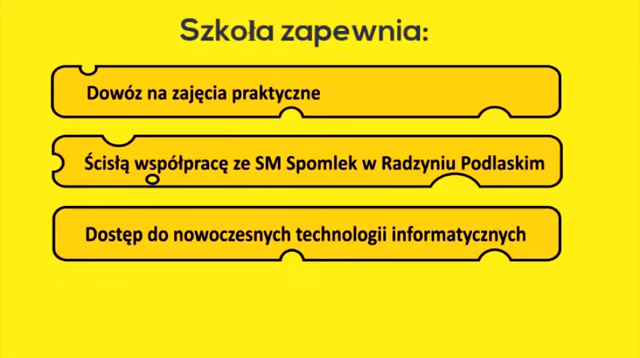 Szkoła zapewnia:
Dowóz na zajęcia praktyczne
Ścisłą współpracę ze SM Spomlek w Radzyniu Podlaskim
Dostęp do nowoczesnych technologii informatycznych